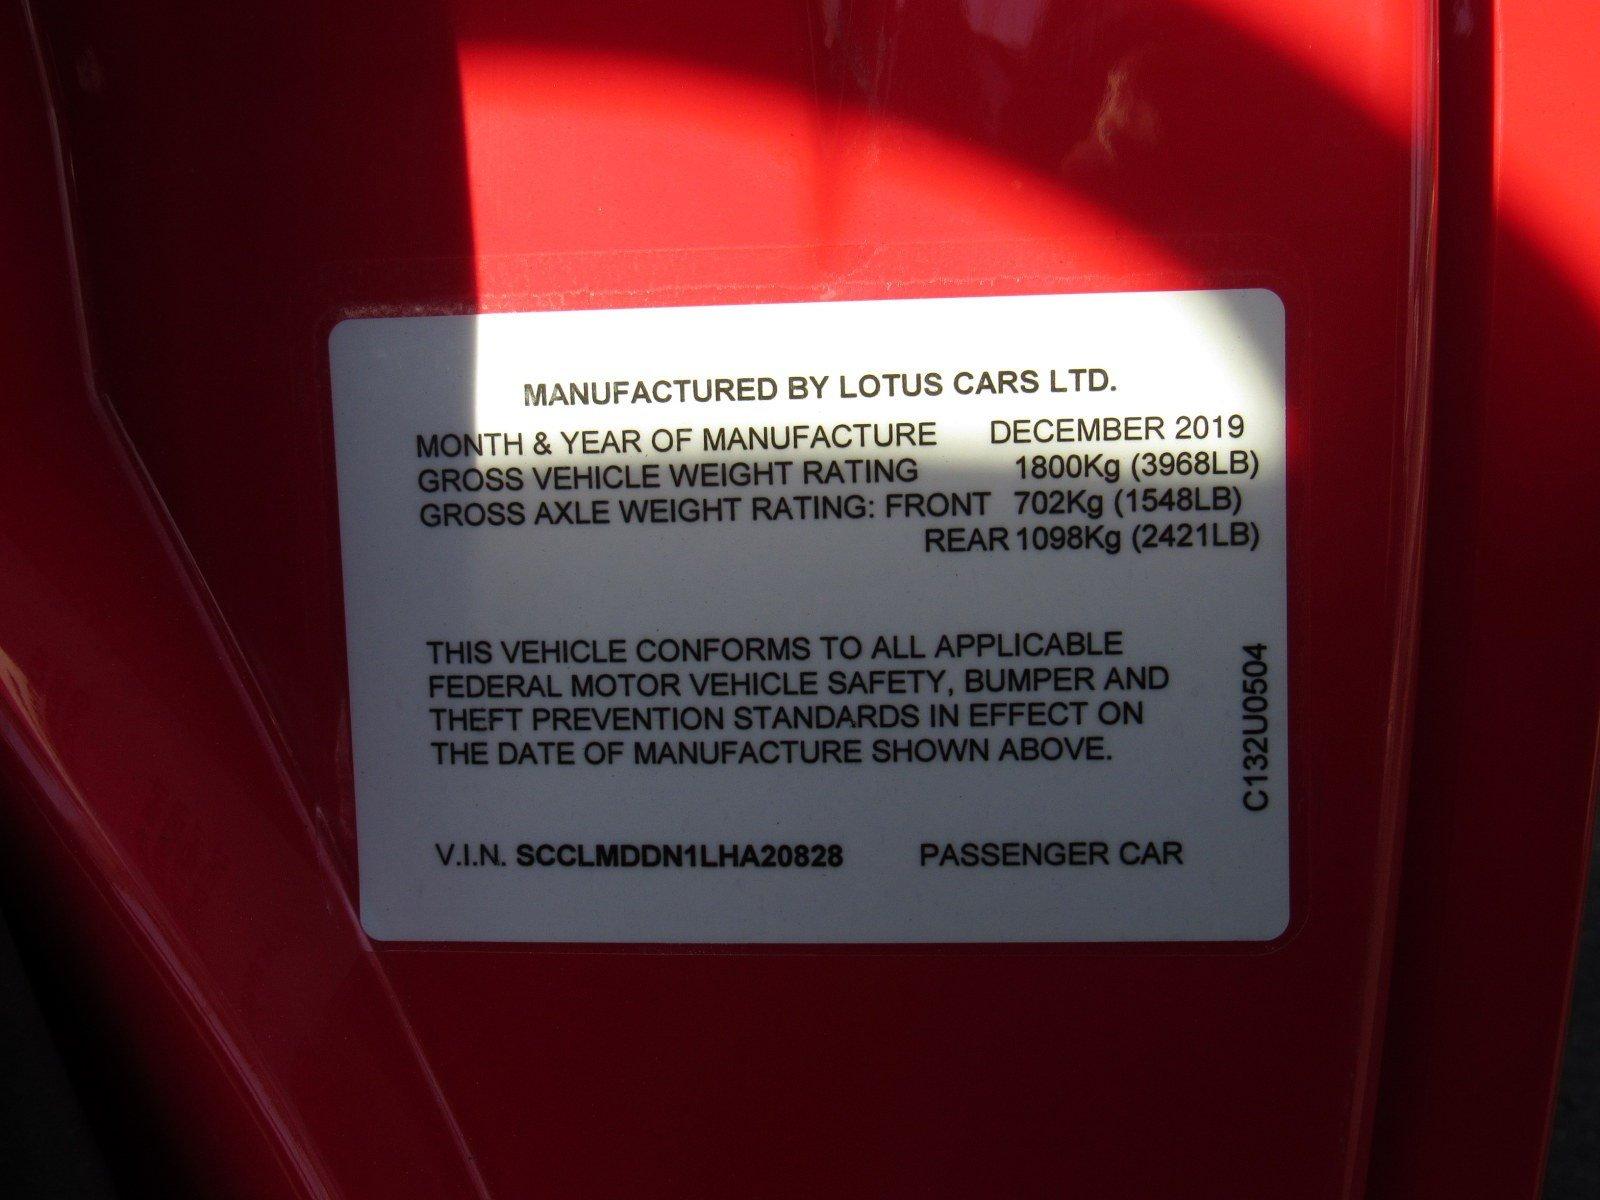 MANUFACTURED BY LOTUS CARS LTD.
MONTH & YEAR OF MANUFACTURE DECEMBER 2019
GROSS VEHICLE WEIGHT RATING 1800Kg (3968LB)
GROSS AXLE WEIGHT RATING: FRONT 702Kg (1548LB)
REAR 1098Kg (2421LB)
THIS VEHICLE CONFORMS TO ALL APPLICABLE
FEDERAL MOTOR VEHICLE SAFETY, BUMPER AND
THEFT PREVENTION STANDARDS IN EFFECT ON
THE DATE OF MANUFACTURE SHOWN ABOVE.
V.I.N. SCCLMDDN1LHA20828 PASSENGER CAR
C132U0504